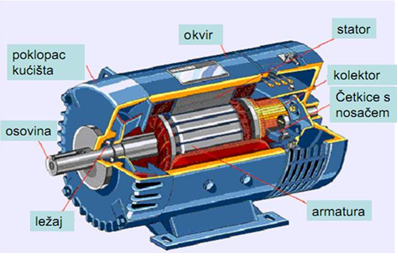 okvir
stator
poklopac
kućišta
kolektor
Četkice s
nosačem
osovina
ležaj
armatura